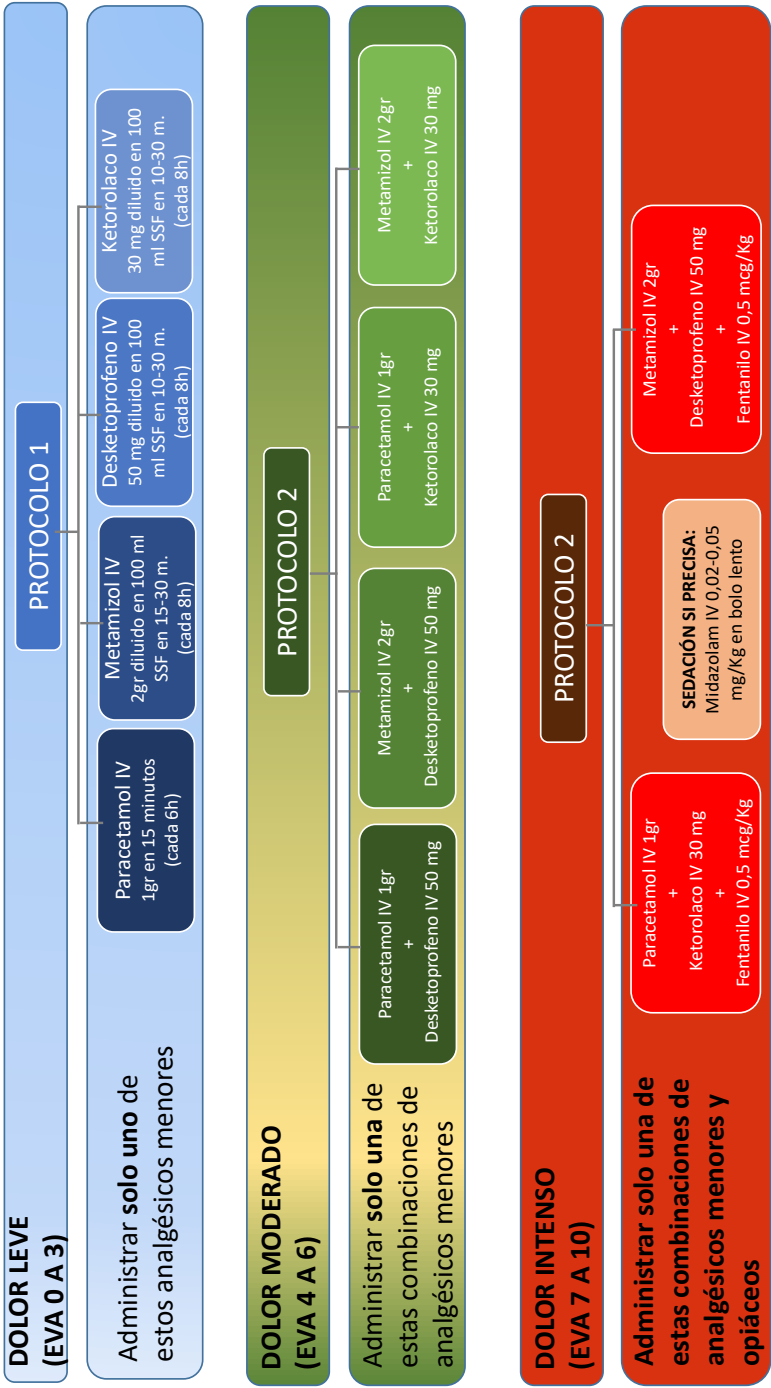 DOLOR LEVE
(EVA 0 A 3)
PROTOCOLO 1
Administrar solo uno de
estos analgésicos menores
Paracetamol IV
1gr en 15 minutos
(cada 6h)
Metamizol IV
2gr diluido en 100 ml
SSF en 15-30 m.
(cada 8h)
Desketoprofeno IV
50 mg diluido en 100
ml SSF en 10-30 m.
(cada 8h)
Ketorolaco IV
30 mg diluido en 100
ml SSF en 10-30 m.
(cada 8h)
DOLOR MODERADO
(EVA 4 A 6)
PROTOCOLO 2
Administrar solo una de
estas combinaciones de
analgésicos menores
Paracetamol IV 1gr
+
Desketoprofeno IV 50 mg
Metamizol IV 2gr
+
Desketoprofeno IV 50 mg
Paracetamol IV 1gr
+
Ketorolaco IV 30 mg
Metamizol IV 2gr
+
Ketorolaco IV 30 mg
DOLOR INTENSO
(EVA 7 A 10)
PROTOCOLO 2
Administrar solo una de
estas combinaciones de
analgésicos menores y
opiáceos
Paracetamol IV 1gr
+
Ketorolaco IV 30 mg
+
Fentanilo IV 0,5 mcg/Kg
SEDACIÓN SI PRECISA:
Midazolam IV 0,02-0,05
mg/Kg en bolo lento
Metamizol IV 2gr
+
Desketoprofeno IV 50 mg
+
Fentanilo IV 0,5 mcg/Kg